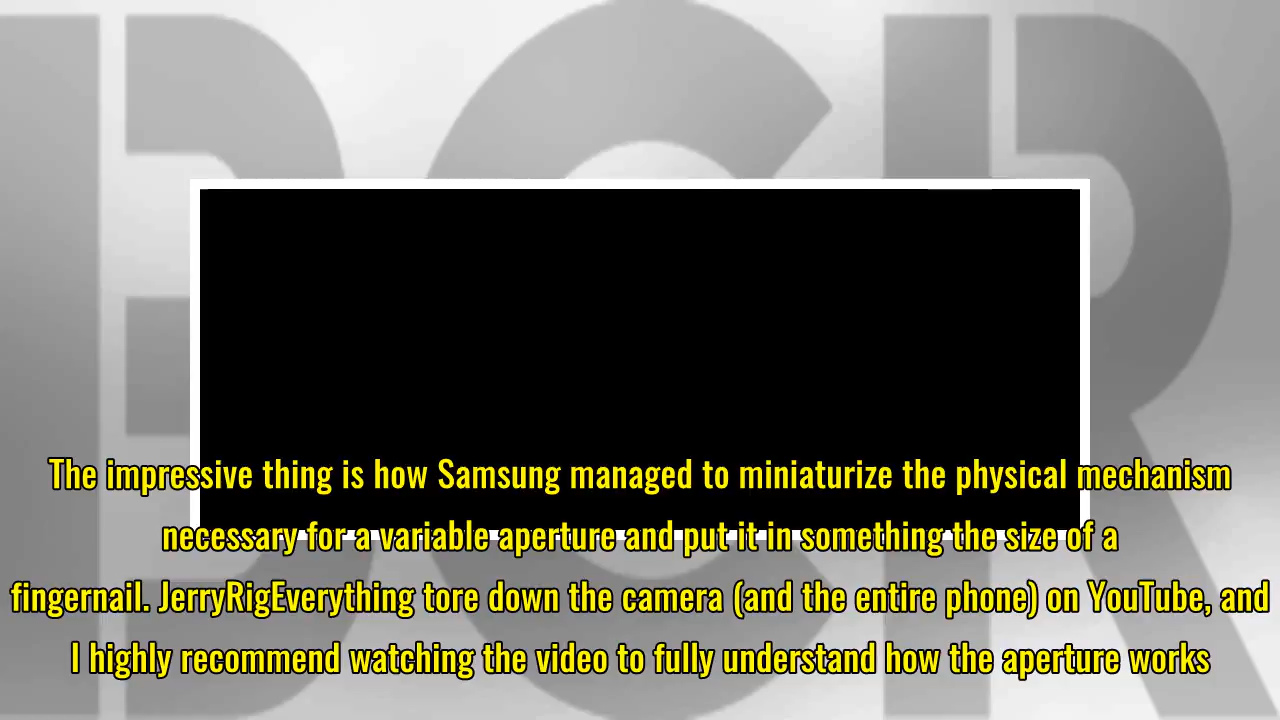 BCR
The impressive thing is how Samsung managed to miniaturize the physical mechanism
necessary for a variable aperture and put it in something the size of a
fingernail. JerryRigEverything tore down the camera (and the entire phone) on YouTube, and
I highly recommend watching the video to fully understand how the aperture works